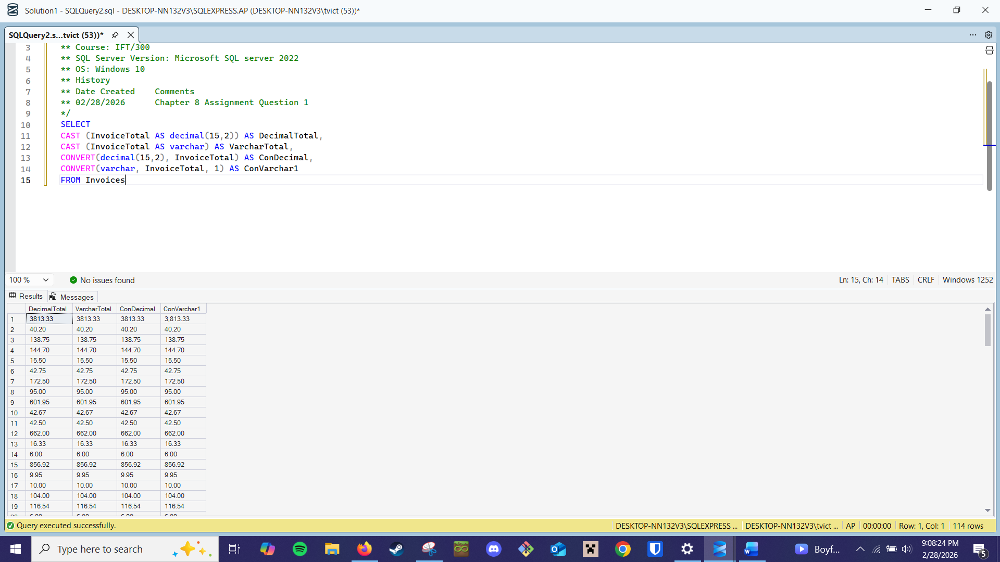 Solution1 - SQLQuery2.sql - DESKTOP-NN132V3\SQLEXPRESS.AP (DESKTOP-NN132V3\tvict (53))*
SQLQuery2.s...tvict (53))*
3 ** Course: IFT/300
4 ** SQL Server Version: Microsoft SQL server 2022
5 ** OS: Windows 10
6 ** History
7 ** Date Created    Comments
8 ** 02/28/2026      Chapter 8 Assignment Question 1
9 */
10 SELECT
11 CAST (InvoiceTotal AS decimal(15,2)) AS DecimalTotal,
12 CAST (InvoiceTotal AS varchar) AS VarcharTotal,
13 CONVERT(decimal(15,2), InvoiceTotal) AS ConDecimal,
14 CONVERT(varchar, InvoiceTotal, 1) AS ConVarchar1
15 FROM Invoices
100 % No issues found Ln: 15, Ch: 14 TABS CRLF Windows 1252
Results Messages
DecimalTotal VarcharTotal ConDecimal ConVarchar1
1 3813.33 3813.33 3813.33 3,813.33
2 40.20 40.20 40.20 40.20
3 138.75 138.75 138.75 138.75
4 144.70 144.70 144.70 144.70
5 15.50 15.50 15.50 15.50
6 42.75 42.75 42.75 42.75
7 172.50 172.50 172.50 172.50
8 95.00 95.00 95.00 95.00
9 601.95 601.95 601.95 601.95
10 42.67 42.67 42.67 42.67
11 42.50 42.50 42.50 42.50
12 662.00 662.00 662.00 662.00
13 16.33 16.33 16.33 16.33
14 6.00 6.00 6.00 6.00
15 856.92 856.92 856.92 856.92
16 9.95 9.95 9.95 9.95
17 10.00 10.00 10.00 10.00
18 104.00 104.00 104.00 104.00
19 116.54 116.54 116.54 116.54
Query executed successfully. DESKTOP-NN132V3\SQLEXPRESS ... DESKTOP-NN132V3\tvict ... AP 00:00:00 Row: 1, Col: 1 114 rows
Type here to search Boyf... 9:08:24 PM
2/28/2026 5